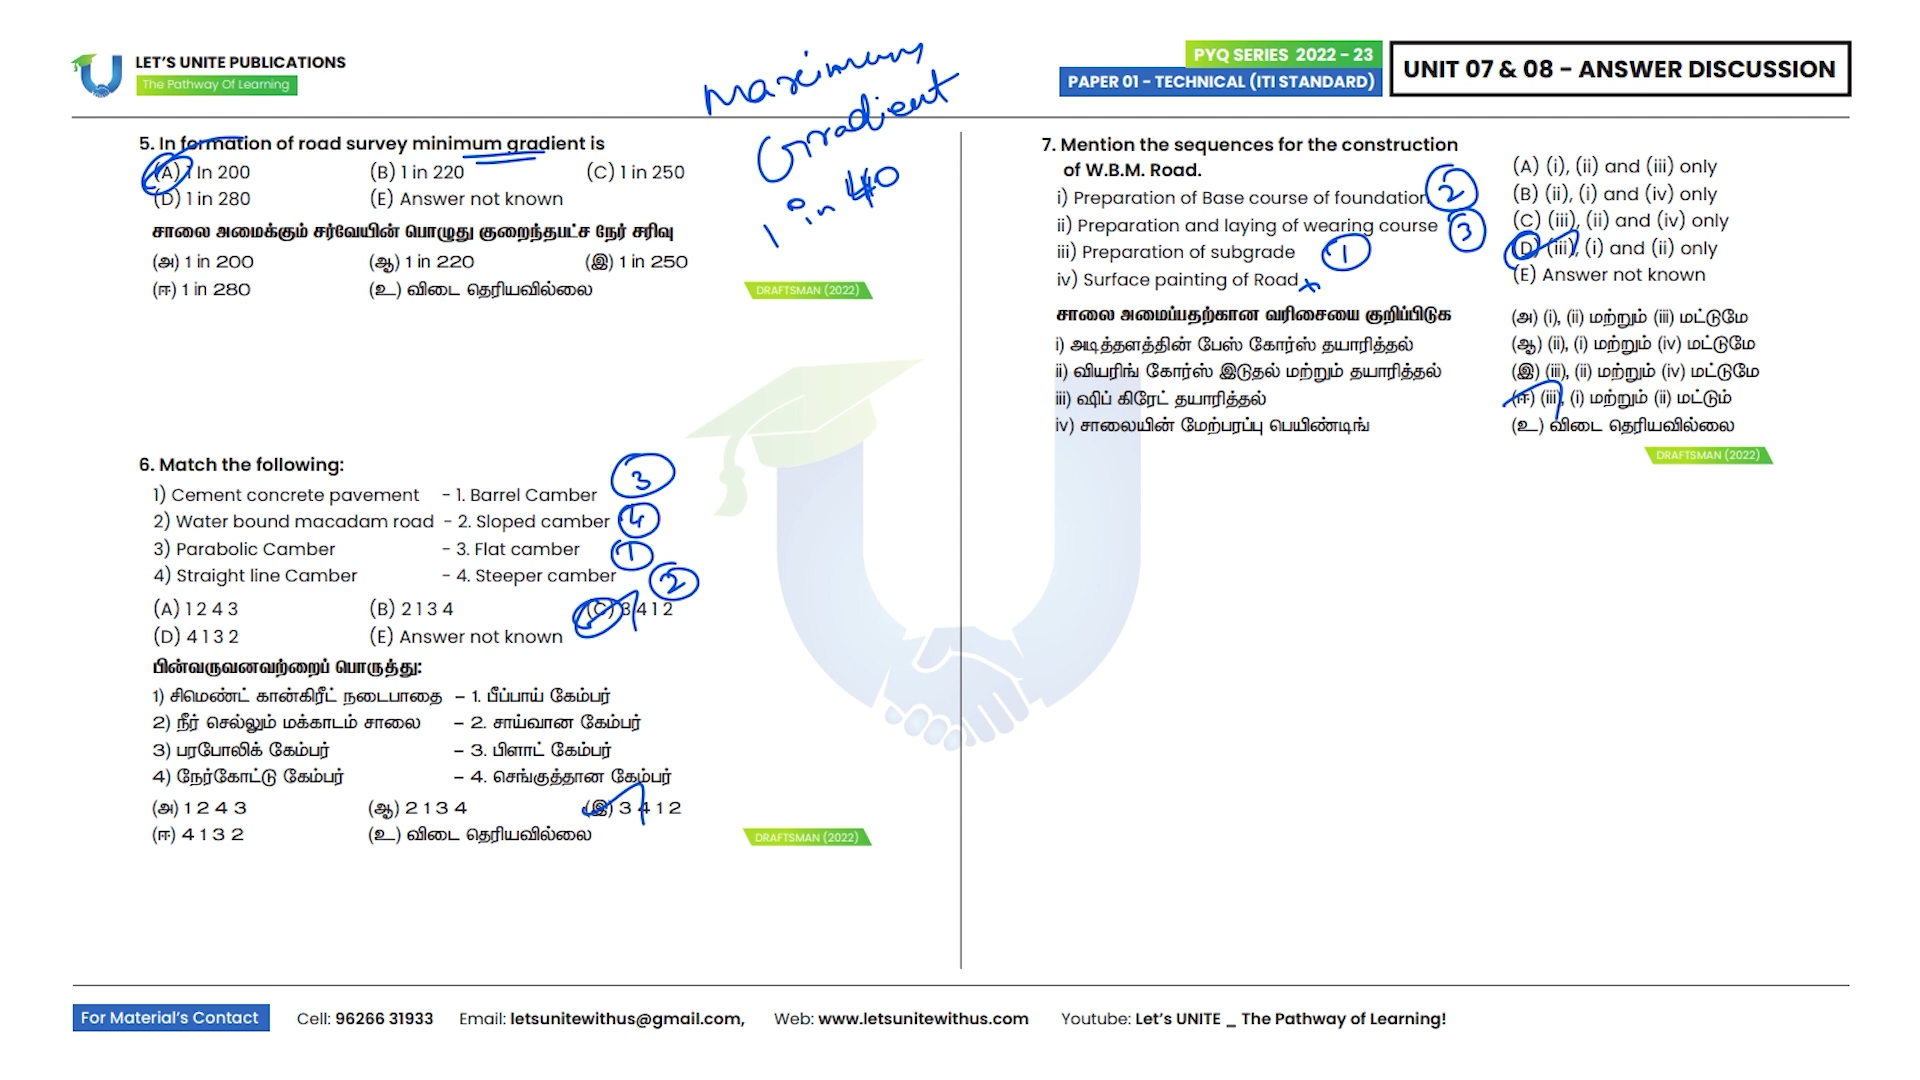 LET'S UNITE PUBLICATIONS
The Pathway Of Learning
PYQ SERIES 2022 - 23
PAPER 01 - TECHNICAL (ITI STANDARD)
UNIT 07 & 08 - ANSWER DISCUSSION
Maximum
Gradient
1 in 40
5. In formation of road survey minimum gradient is
(A) 1 In 200 (B) 1 in 220 (C) 1 in 250
(D) 1 in 280 (E) Answer not known
சாலை அமைக்கும் சர்வேயின் பொழுது குறைந்தபட்ச நேர் சரிவு
(அ) 1 in 200 (ஆ) 1 in 220 (இ) 1 in 250
(ஈ) 1 in 280 (உ) விடை தெரியவில்லை
DRAFTSMAN (2022)
6. Match the following:
1) Cement concrete pavement - 1. Barrel Camber 3
2) Water bound macadam road - 2. Sloped camber 4
3) Parabolic Camber - 3. Flat camber 1
4) Straight line Camber - 4. Steeper camber 2
(A) 1 2 4 3 (B) 2 1 3 4 (C) 3 4 1 2
(D) 4 1 3 2 (E) Answer not known
பின்வருவனவற்றைப் பொருத்து:
1) சிமெண்ட் கான்கிரீட் நடைபாதை - 1. பீப்பாய் கேம்பர்
2) நீர் செல்லும் மக்காடம் சாலை - 2. சாய்வான கேம்பர்
3) பரபோலிக் கேம்பர் - 3. பிளாட் கேம்பர்
4) நேர்கோட்டு கேம்பர் - 4. செங்குத்தான கேம்பர்
(அ) 1 2 4 3 (ஆ) 2 1 3 4 (இ) 3 4 1 2
(ஈ) 4 1 3 2 (உ) விடை தெரியவில்லை
DRAFTSMAN (2022)
7. Mention the sequences for the construction
of W.B.M. Road.
i) Preparation of Base course of foundation 2
ii) Preparation and laying of wearing course 3
iii) Preparation of subgrade 1
iv) Surface painting of Road x
(A) (i), (ii) and (iii) only
(B) (ii), (i) and (iv) only
(C) (iii), (ii) and (iv) only
(D) (iii), (i) and (ii) only
(E) Answer not known
சாலை அமைப்பதற்கான வரிசையை குறிப்பிடுக
i) அடித்தளத்தின் பேஸ் கோர்ஸ் தயாரித்தல்
ii) வியரிங் கோர்ஸ் இடுதல் மற்றும் தயாரித்தல்
iii) ஷிப் கிரேட் தயாரித்தல்
iv) சாலையின் மேற்பரப்பு பெயிண்டிங்
(அ) (i), (ii) மற்றும் (iii) மட்டுமே
(ஆ) (ii), (i) மற்றும் (iv) மட்டுமே
(இ) (iii), (ii) மற்றும் (iv) மட்டுமே
(ஈ) (iii), (i) மற்றும் (ii) மட்டும்
(உ) விடை தெரியவில்லை
DRAFTSMAN (2022)
For Material's Contact Cell: 96266 31933 Email: letsunitewithus@gmail.com, Web: www.letsunitewithus.com Youtube: Let's UNITE _ The Pathway of Learning!